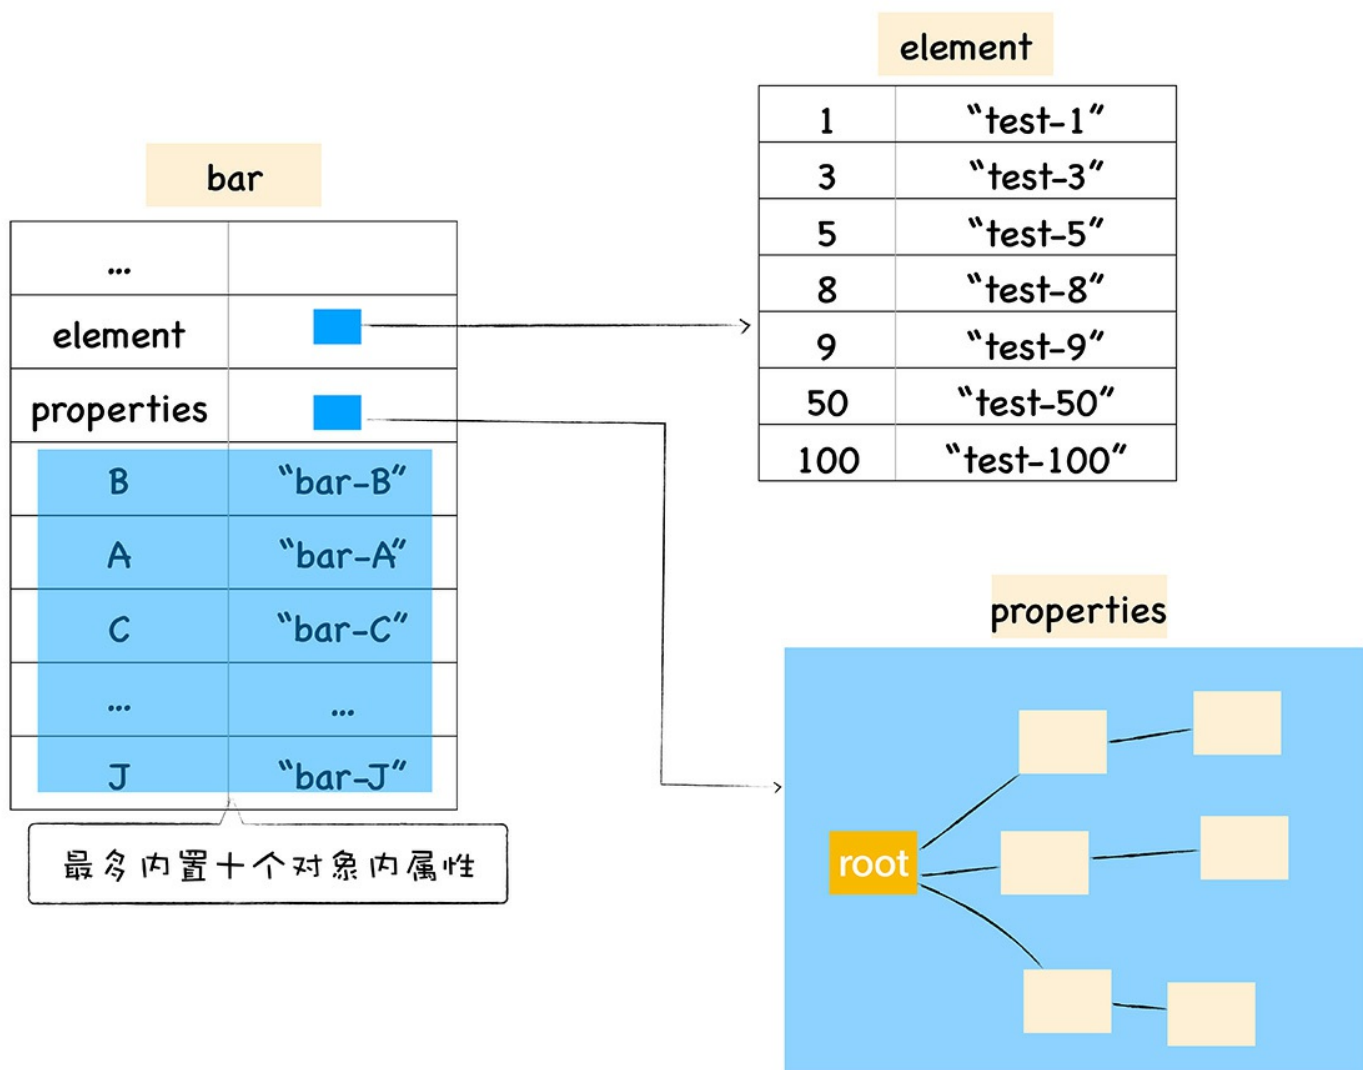 element
1 “test-1”
3 “test-3”
5 “test-5”
8 “test-8”
9 “test-9”
50 “test-50”
100 “test-100”
bar
...
element
properties
B “bar-B”
A “bar-A”
C “bar-C”
... ...
J “bar-J”
最多内置十个对象内属性
properties
root